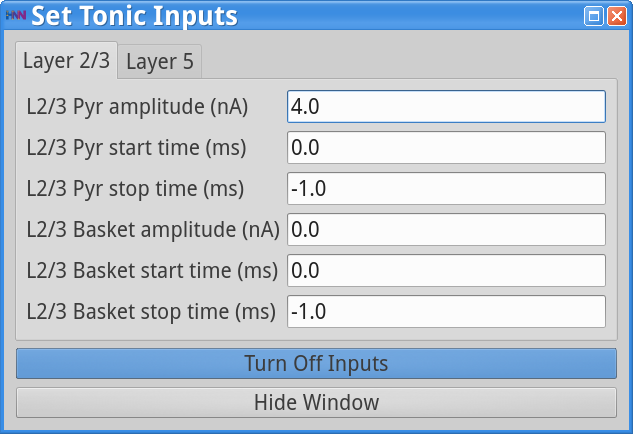 HNN Set Tonic Inputs
Layer 2/3 Layer 5
L2/3 Pyr amplitude (nA) 4.0
L2/3 Pyr start time (ms) 0.0
L2/3 Pyr stop time (ms) -1.0
L2/3 Basket amplitude (nA) 0.0
L2/3 Basket start time (ms) 0.0
L2/3 Basket stop time (ms) -1.0
Turn Off Inputs
Hide Window